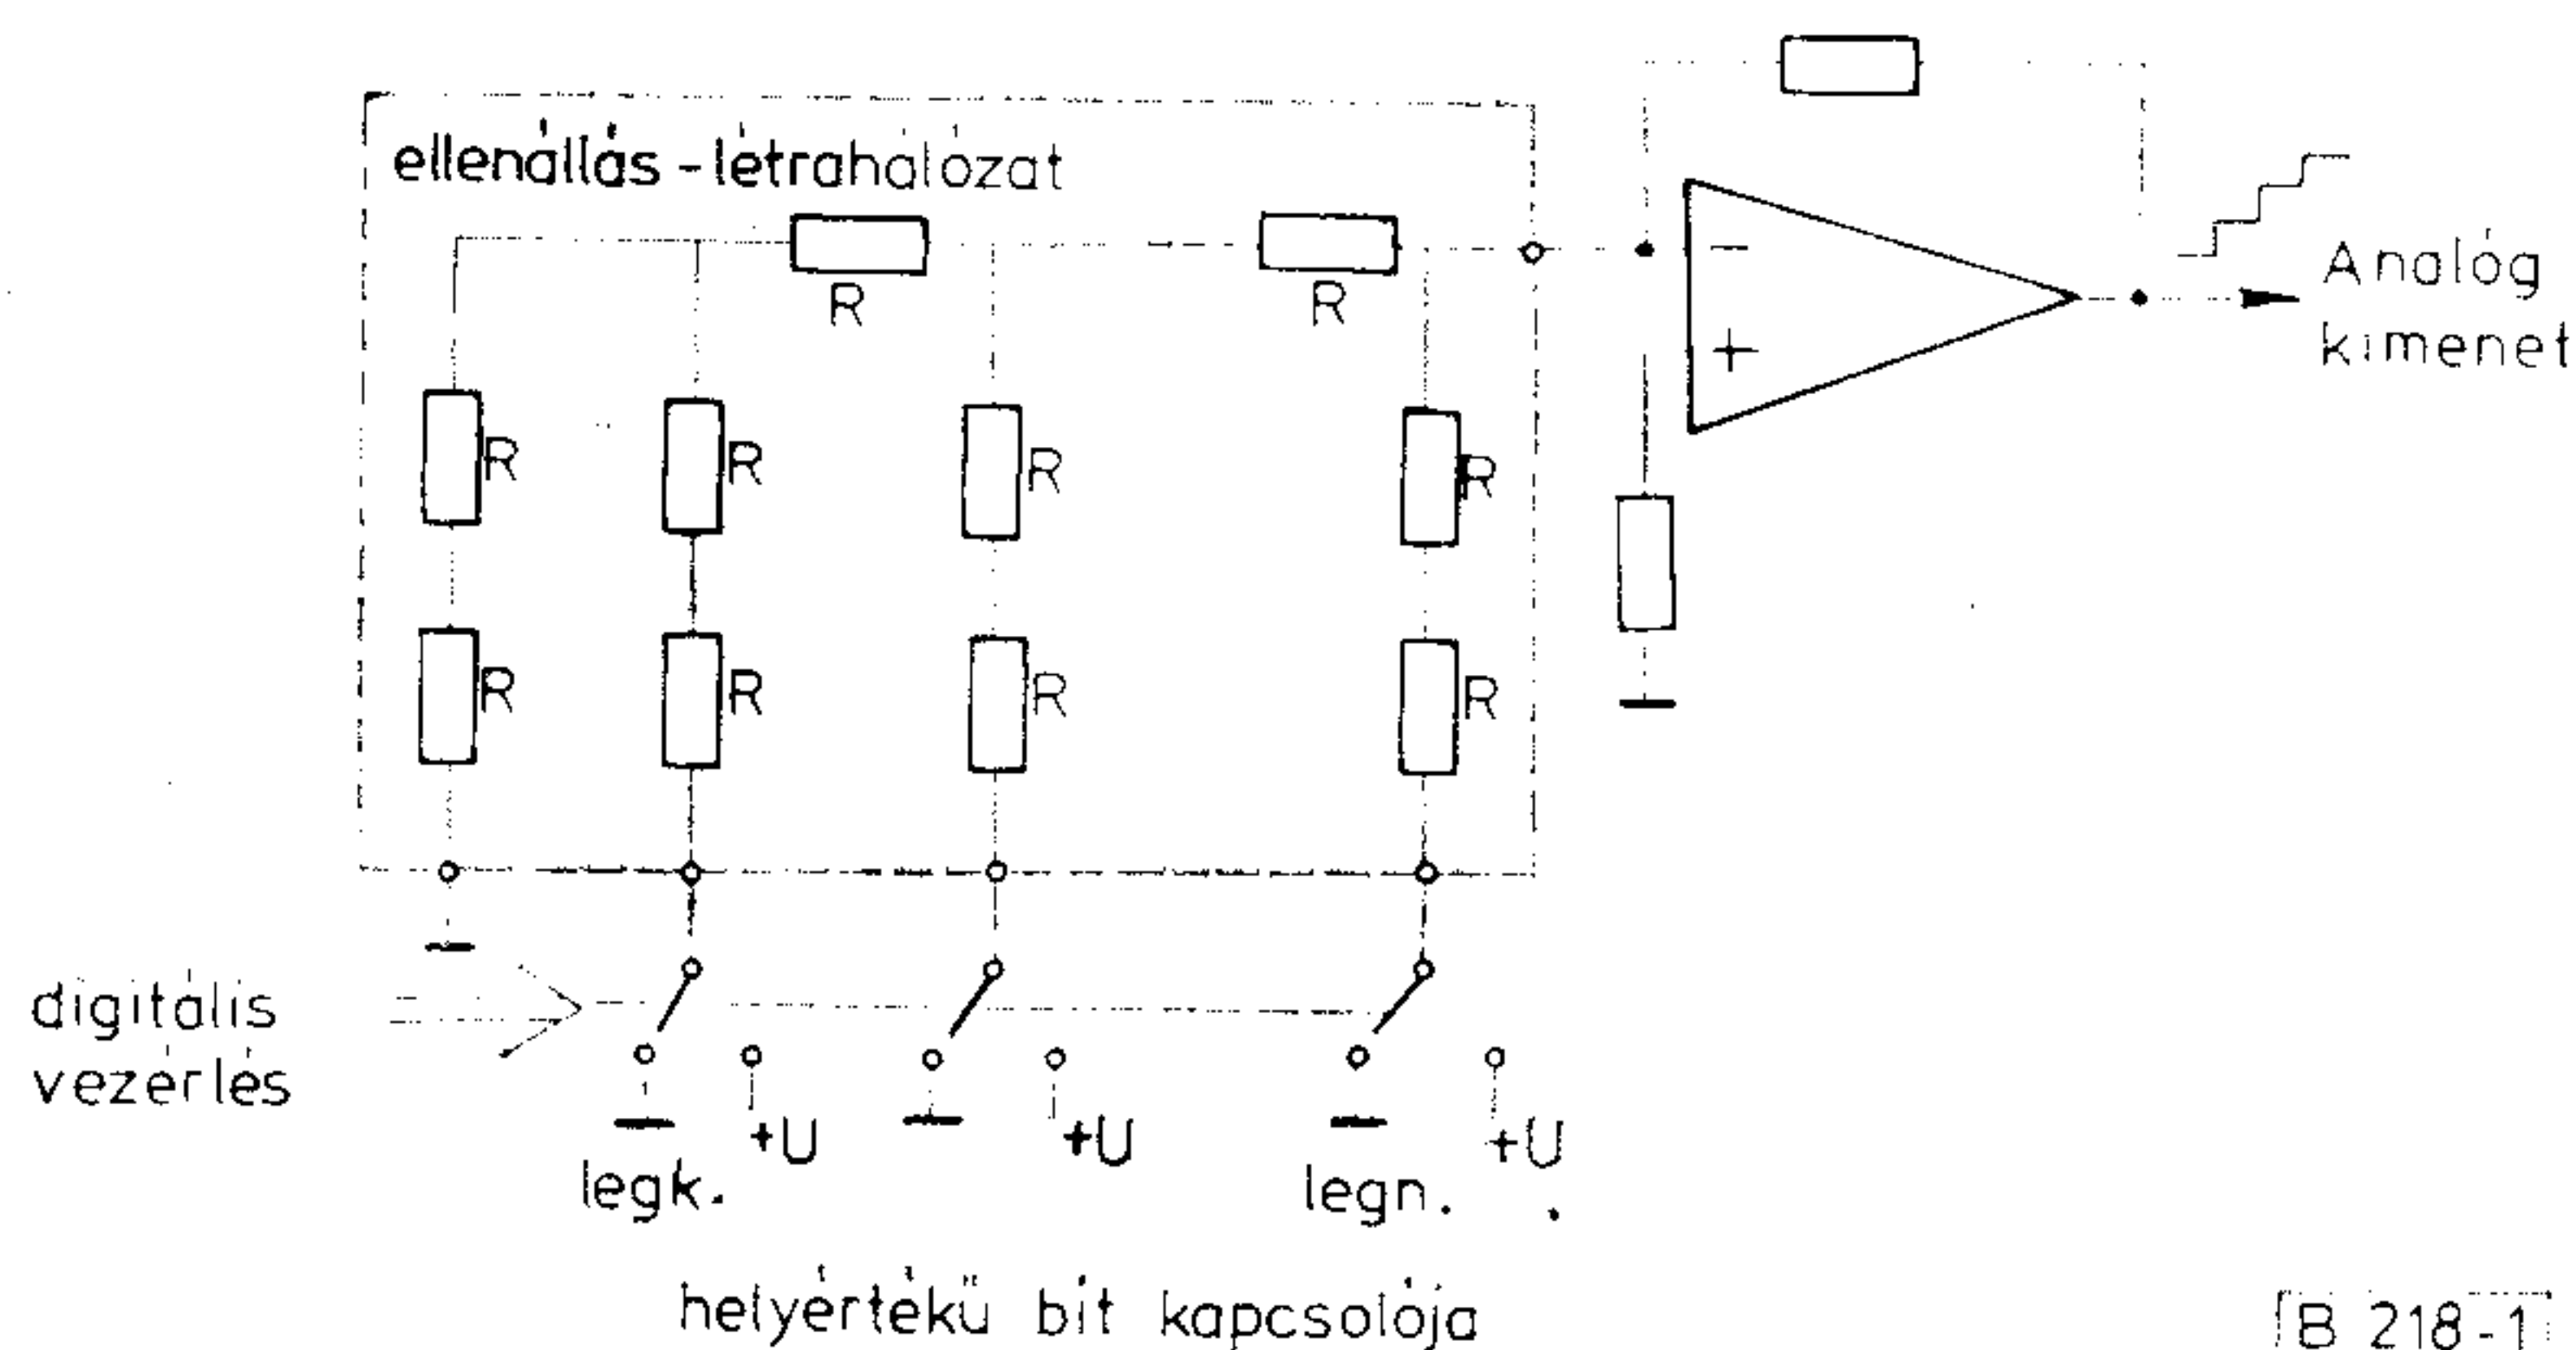 ellenállás - létrahálózat
R
R
R
R
R
R
R
R
R
R
-
+
Analóg
kimenet
digitális
vezérlés
+U
+U
+U
legk.
legn.
helyértékű bit kapcsolója
B 218-1